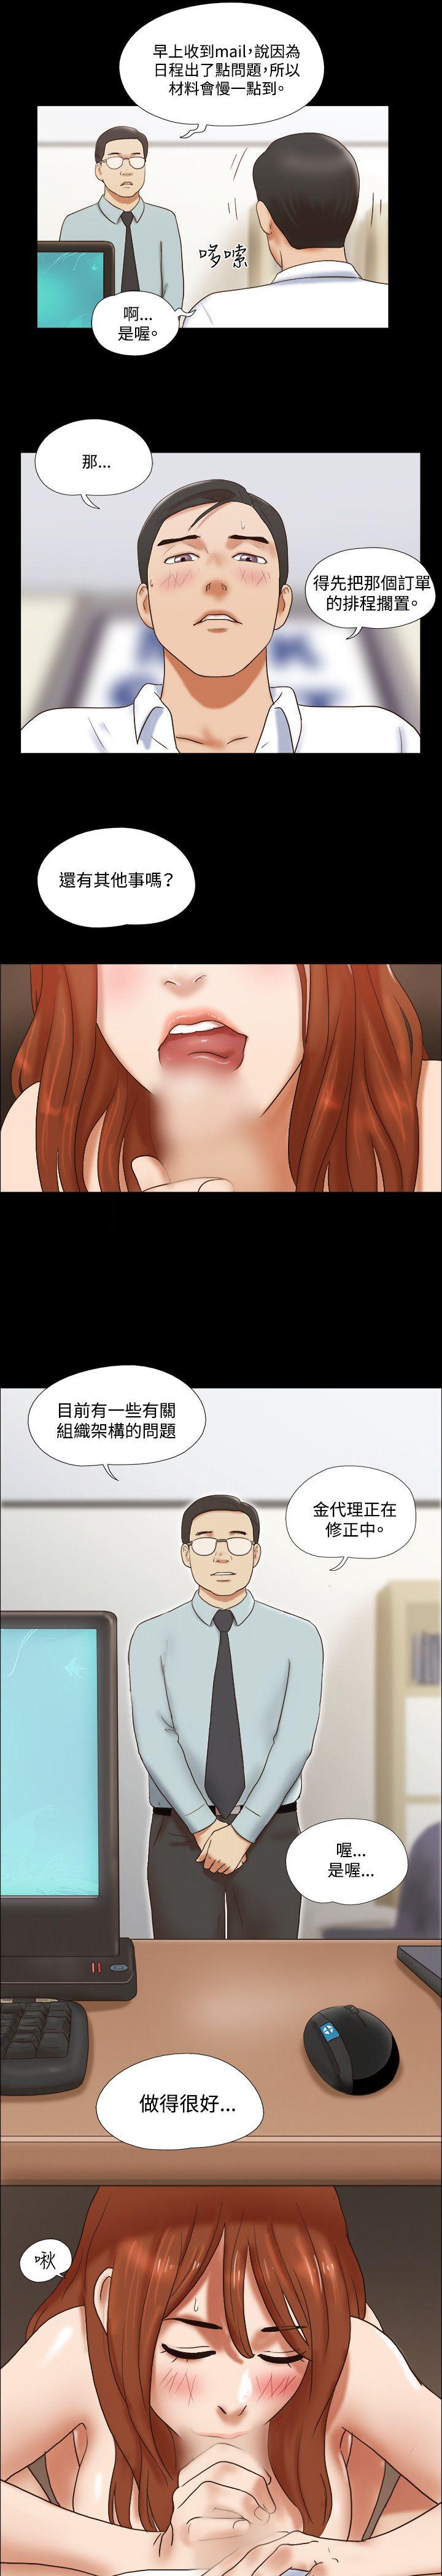 早上收到mail,說因為
日程出了點問題,所以
材料會慢一點到。
哆嗦
啊...
是喔。
那...
得先把那個訂單
的排程擱置。
還有其他事嗎?
目前有一些有關
組織架構的問題
金代理正在
修正中。
喔...
是喔...
做得很好...
啾